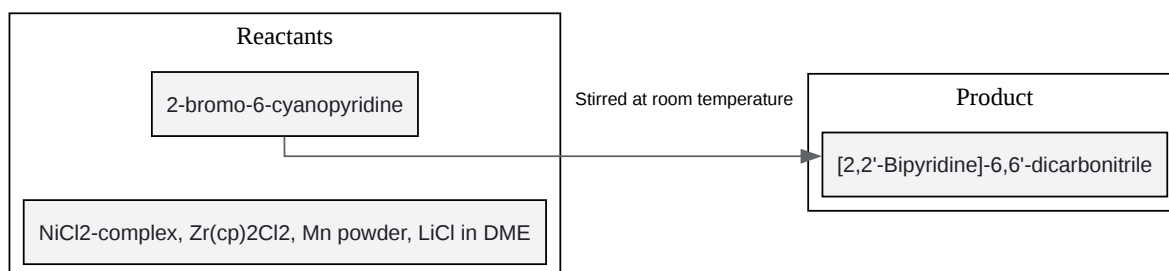 Reactants
2-bromo-6-cyanopyridine
NiCl2-complex, Zr(cp)2Cl2, Mn powder, LiCl in DME
Stirred at room temperature
Product
[2,2'-Bipyridine]-6,6'-dicarbonitrile